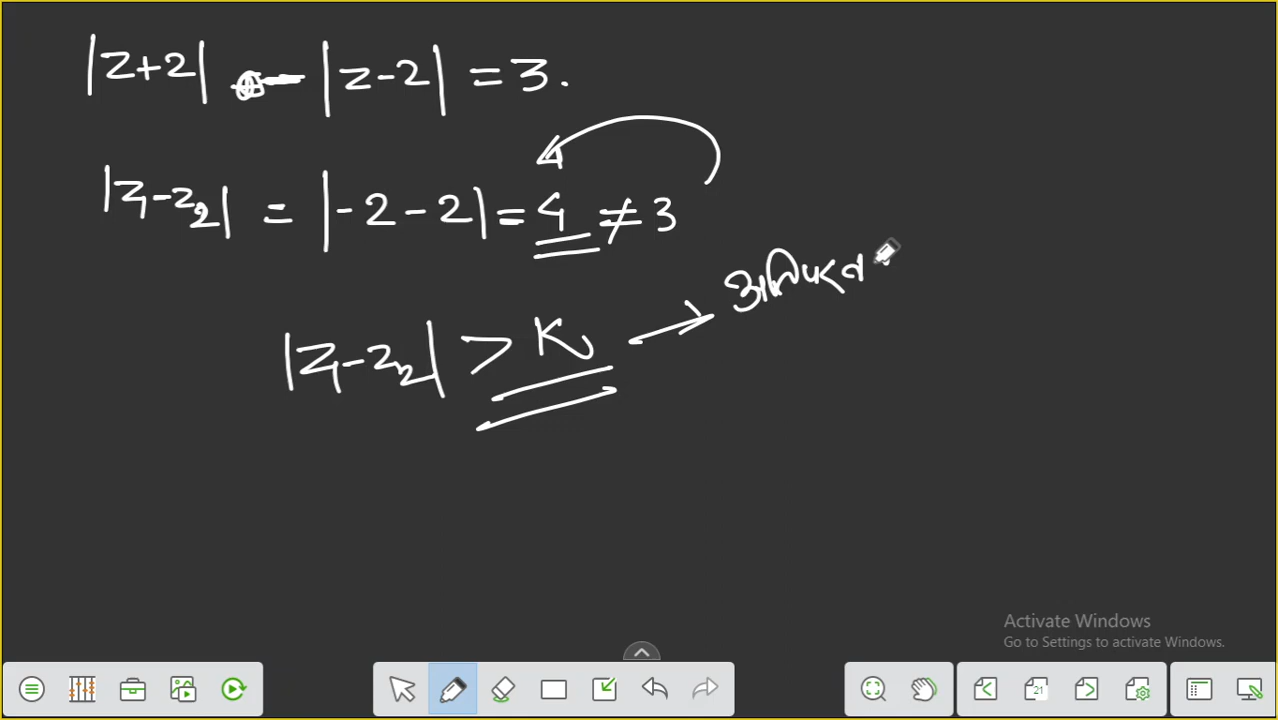 |z+2| - |z-2| = 3.
|z₁-z₂| = |-2-2| = 4 ≠ 3
|z₁-z₂| > K →
Activate Windows
Go to Settings to activate Windows.
21